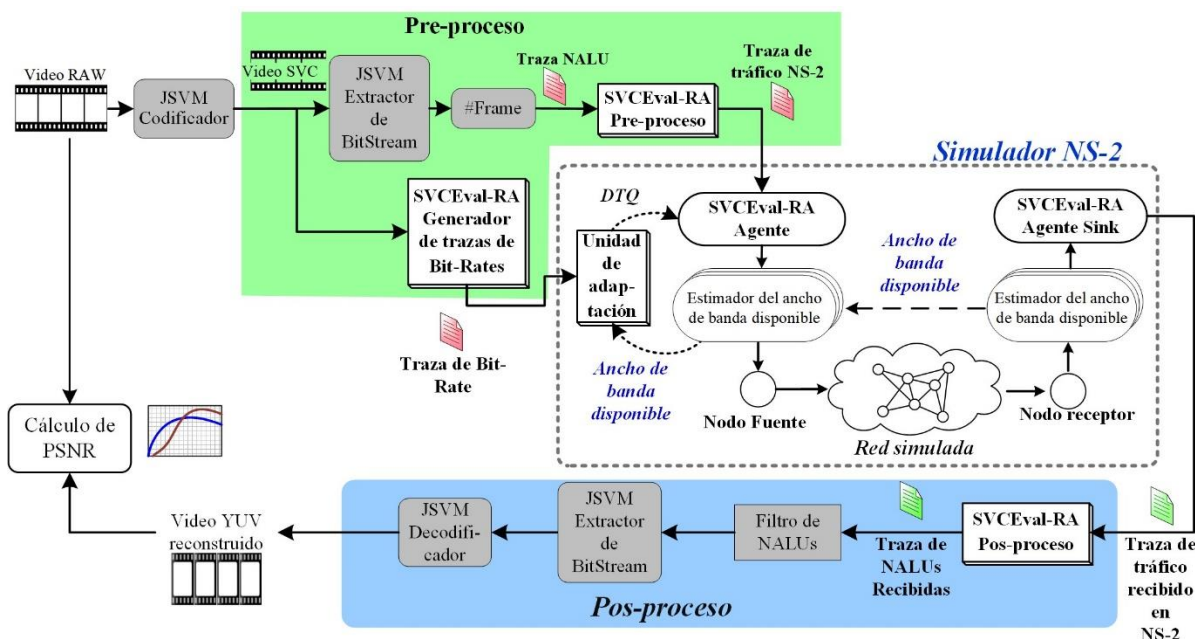 Pre-proceso
Video RAW
JSVM
Codificador
Video SVC
JSVM
Extractor
de
BitStream
#Frame
Traza NALU
SVCEval-RA
Pre-proceso
Traza de
tráfico NS-2
SVCEval-RA
Generador
de trazas de
Bit-Rates
Traza de Bit-
Rate
Simulador NS-2
DTQ
Unidad
de
adap-
tación
SVCEval-RA
Agente
SVCEval-RA
Agente Sink
Ancho de
banda
disponible
Estimador del ancho
de banda disponible
Estimador del ancho
de banda disponible
Ancho de
banda
disponible
Nodo Fuente
Red simulada
Nodo receptor
Cálculo de
PSNR
Video YUV
reconstruido
JSVM
Decodifi-
cador
JSVM
Extractor
de
BitStream
Filtro de
NALUs
Traza de
NALUs
Recibidas
SVCEval-RA
Pos-proceso
Traza de
tráfico
recibido
en
NS-2
Pos-proceso